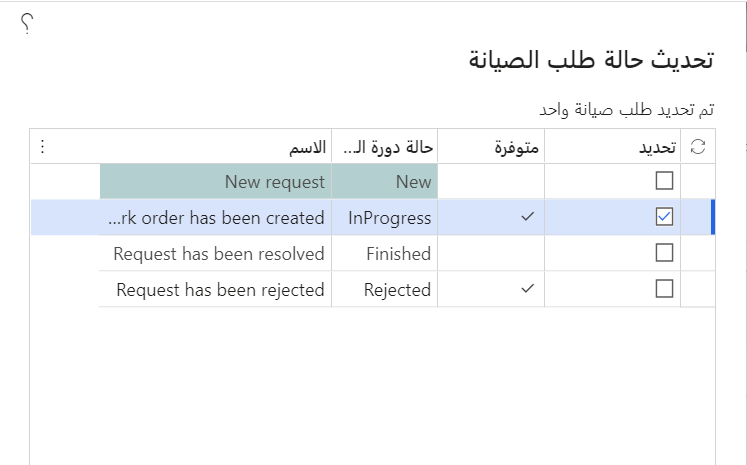 ؟
تحديث حالة طلب الصيانة
تم تحديد طلب صيانة واحد
تحديد متوفرة حالة دورة الـ... الاسم
New New request
InProgress ...rk order has been created
Finished Request has been resolved
Rejected Request has been rejected